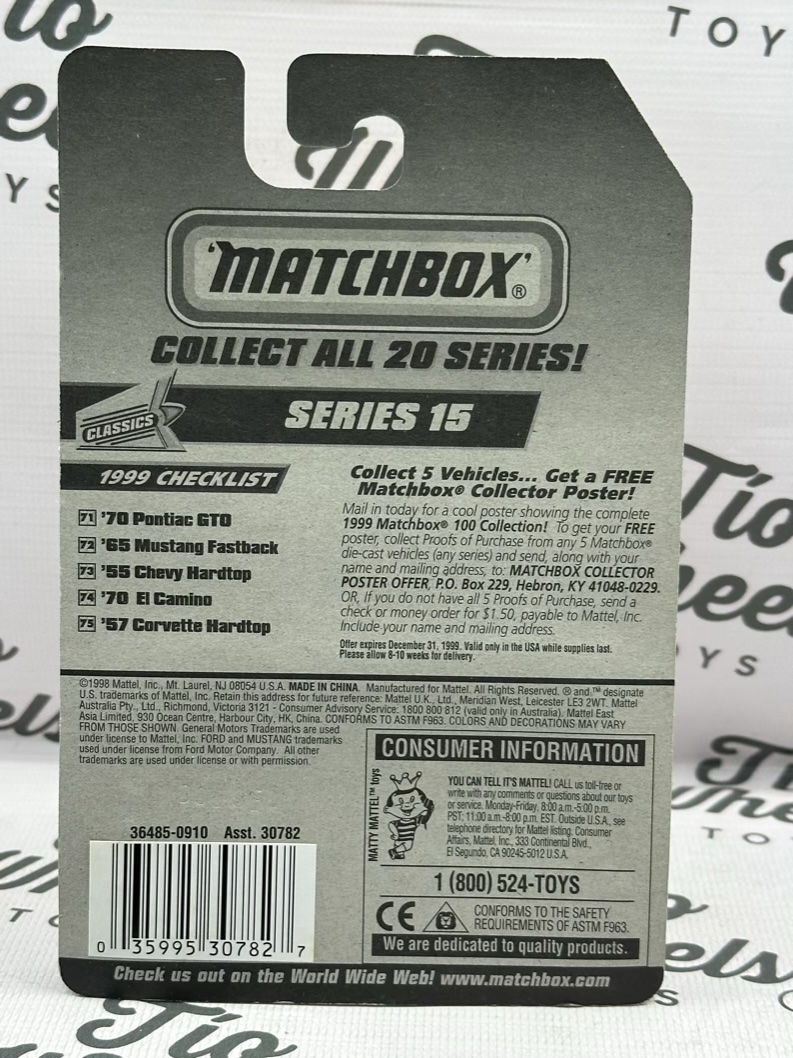 TOY
'MATCHBOX'®
COLLECT ALL 20 SERIES!
CLASSICS
SERIES 15
1999 CHECKLIST
71 '70 Pontiac GTO
72 '65 Mustang Fastback
73 '55 Chevy Hardtop
74 '70 El Camino
75 '57 Corvette Hardtop
Collect 5 Vehicles... Get a FREE
Matchbox® Collector Poster!
Mail in today for a cool poster showing the complete
1999 Matchbox® 100 Collection! To get your FREE
poster, collect Proofs of Purchase from any 5 Matchbox®
die-cast vehicles (any series) and send, along with your
name and mailing address, to: MATCHBOX COLLECTOR
POSTER OFFER, P.O. Box 229, Hebron, KY 41048-0229.
OR, If you do not have all 5 Proofs of Purchase, send a
check or money order for $1.50, payable to Mattel, Inc.
Include your name and mailing address.
Offer expires December 31, 1999. Valid only in the USA while supplies last.
Please allow 8-10 weeks for delivery.
©1998 Mattel, Inc., Mt. Laurel, NJ 08054 U.S.A. MADE IN CHINA. Manufactured for Mattel. All Rights Reserved. ® and ™ designate
U.S. trademarks of Mattel, Inc. Retain this address for future reference: Mattel U.K., Ltd., Meridian West, Leicester LE3 2WT. Mattel
Australia Pty., Ltd., Richmond, Victoria 3121 - Consumer Advisory Service: 1800 800 812 (valid only in Australia). Mattel East
Asia Limited, 930 Ocean Centre, Harbour City, HK, China. CONFORMS TO ASTM F963. COLORS AND DECORATIONS MAY VARY
FROM THOSE SHOWN. General Motors Trademarks are used
under license to Mattel, Inc. FORD and MUSTANG trademarks
used under license from Ford Motor Company. All other
trademarks are used under license or with permission.
36485-0910 Asst. 30782
0 35995 30782 7
CONSUMER INFORMATION
MATTY MATTEL™ toys
YOU CAN TELL IT'S MATTEL! CALL us toll-free or
write with any comments or questions about our toys
or service. Monday-Friday, 8:00 a.m.-5:00 p.m.
PST; 11:00 a.m.-8:00 p.m. EST. Outside U.S.A., see
telephone directory for Mattel listing. Consumer
Affairs, Mattel, Inc., 333 Continental Blvd.,
El Segundo, CA 90245-5012 U.S.A.
1 (800) 524-TOYS
CE
CONFORMS TO THE SAFETY
REQUIREMENTS OF ASTM F963.
We are dedicated to quality products.
Check us out on the World Wide Web! www.matchbox.com
Tio